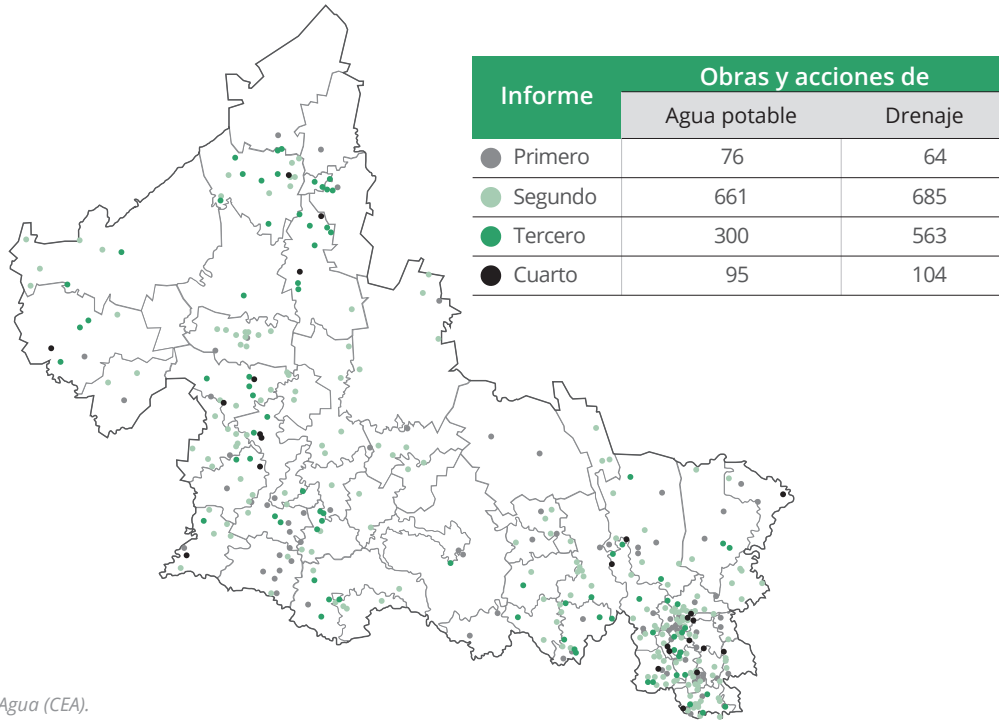 Informe
Obras y acciones de
Agua potable Drenaje
Primero 76 64
Segundo 661 685
Tercero 300 563
Cuarto 95 104
Agua (CEA).